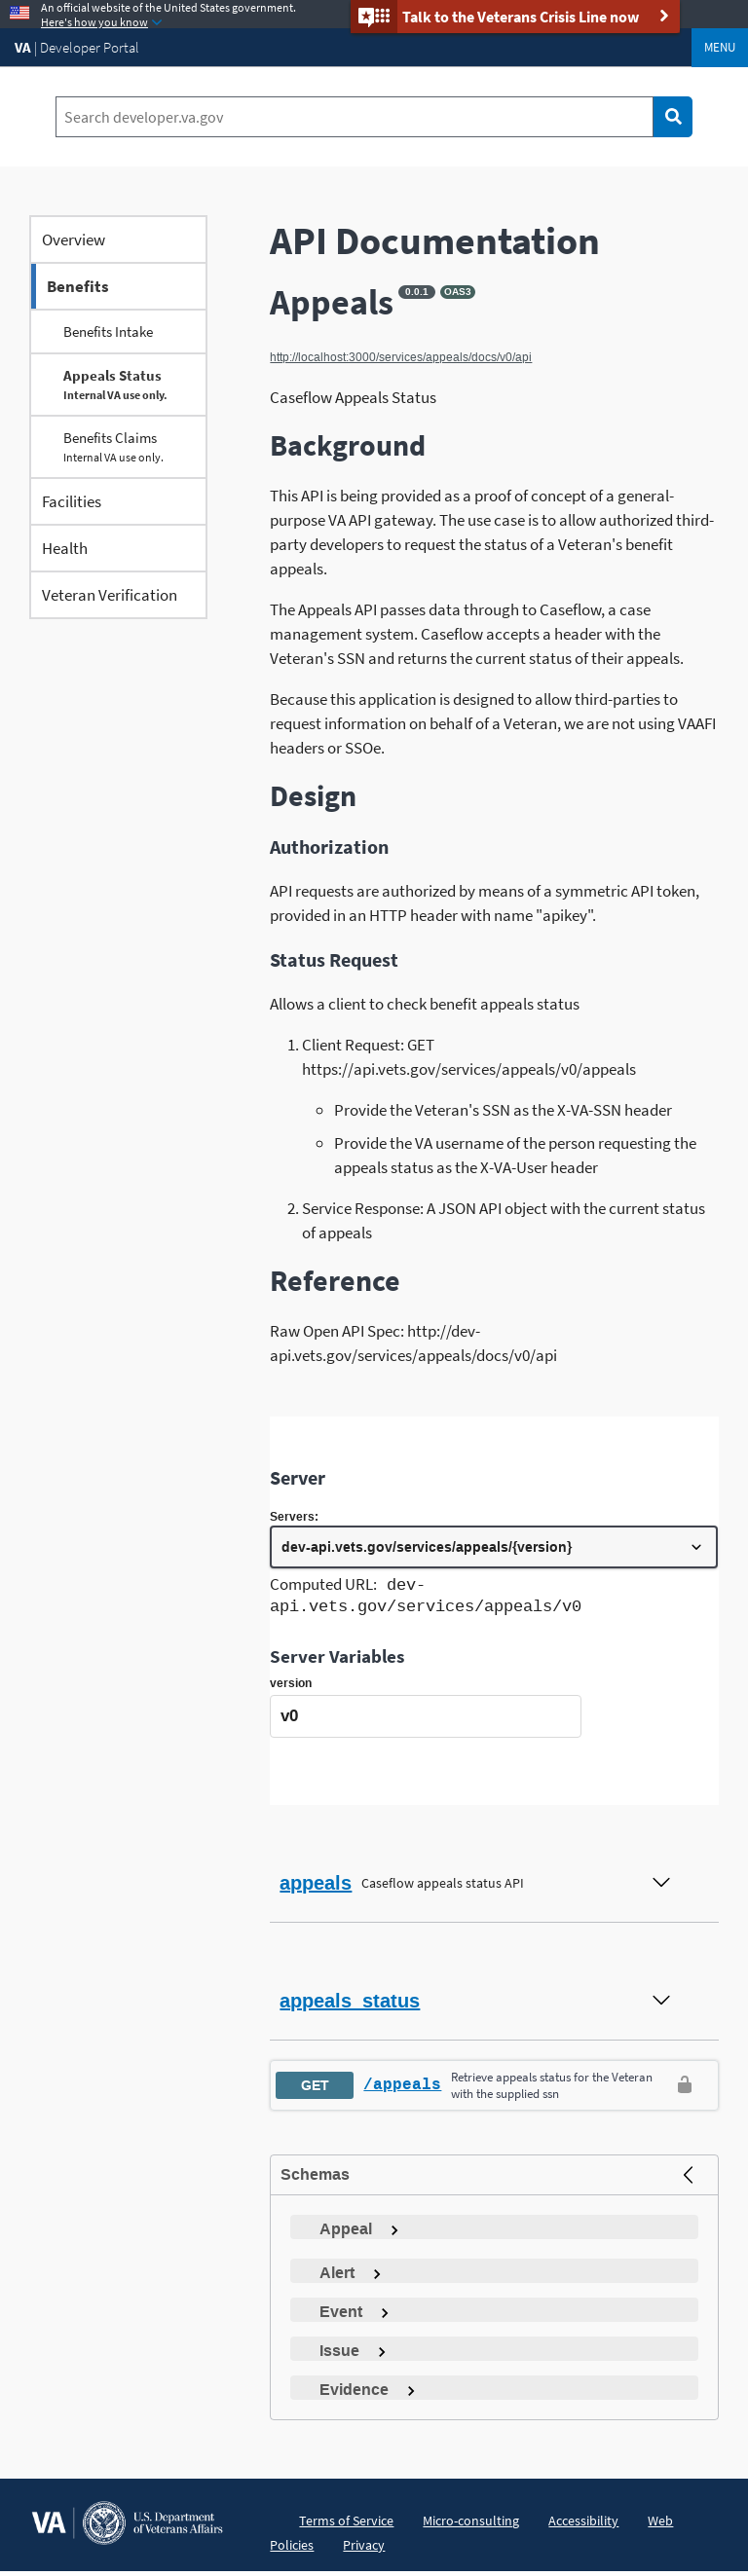 An official website of the United States government.
Here's how you know
Talk to the Veterans Crisis Line now
VA | Developer Portal
MENU
Search developer.va.gov
Overview
Benefits
Benefits Intake
Appeals Status
Internal VA use only.
Benefits Claims
Internal VA use only.
Facilities
Health
Veteran Verification
API Documentation
Appeals 0.0.1 OAS3
http://localhost:3000/services/appeals/docs/v0/api
Caseflow Appeals Status
Background
This API is being provided as a proof of concept of a general-
purpose VA API gateway. The use case is to allow authorized third-
party developers to request the status of a Veteran's benefit
appeals.
The Appeals API passes data through to Caseflow, a case
management system. Caseflow accepts a header with the
Veteran's SSN and returns the current status of their appeals.
Because this application is designed to allow third-parties to
request information on behalf of a Veteran, we are not using VAAFI
headers or SSOe.
Design
Authorization
API requests are authorized by means of a symmetric API token,
provided in an HTTP header with name "apikey".
Status Request
Allows a client to check benefit appeals status
1. Client Request: GET
https://api.vets.gov/services/appeals/v0/appeals
Provide the Veteran's SSN as the X-VA-SSN header
Provide the VA username of the person requesting the
appeals status as the X-VA-User header
2. Service Response: A JSON API object with the current status
of appeals
Reference
Raw Open API Spec: http://dev-
api.vets.gov/services/appeals/docs/v0/api
Server
Servers:
dev-api.vets.gov/services/appeals/{version}
Computed URL: dev-
api.vets.gov/services/appeals/v0
Server Variables
version
v0
appeals Caseflow appeals status API
appeals_status
GET /appeals Retrieve appeals status for the Veteran
with the supplied ssn
Schemas
Appeal
Alert
Event
Issue
Evidence
VA U.S. Department
of Veterans Affairs
Terms of Service Micro-consulting Accessibility Web
Policies Privacy